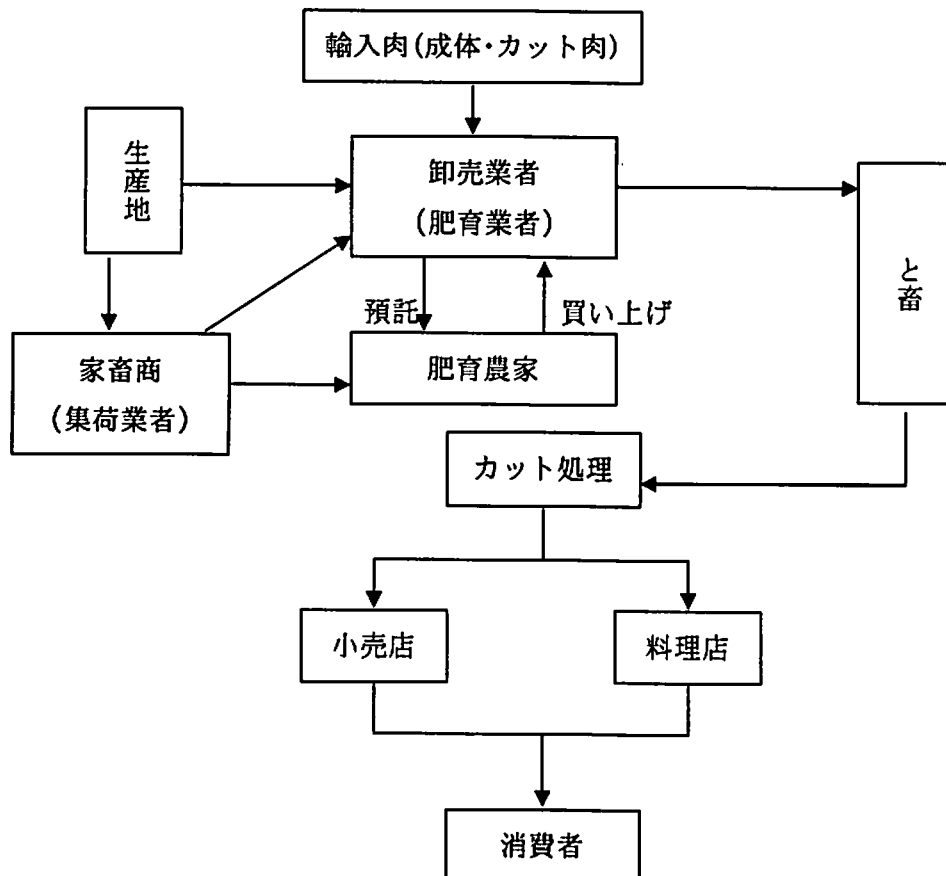 輸入肉(成体・カット肉)
生産地
卸売業者
(肥育業者)
と畜
預託
買い上げ
家畜商
(集荷業者)
肥育農家
カット処理
小売店
料理店
消費者